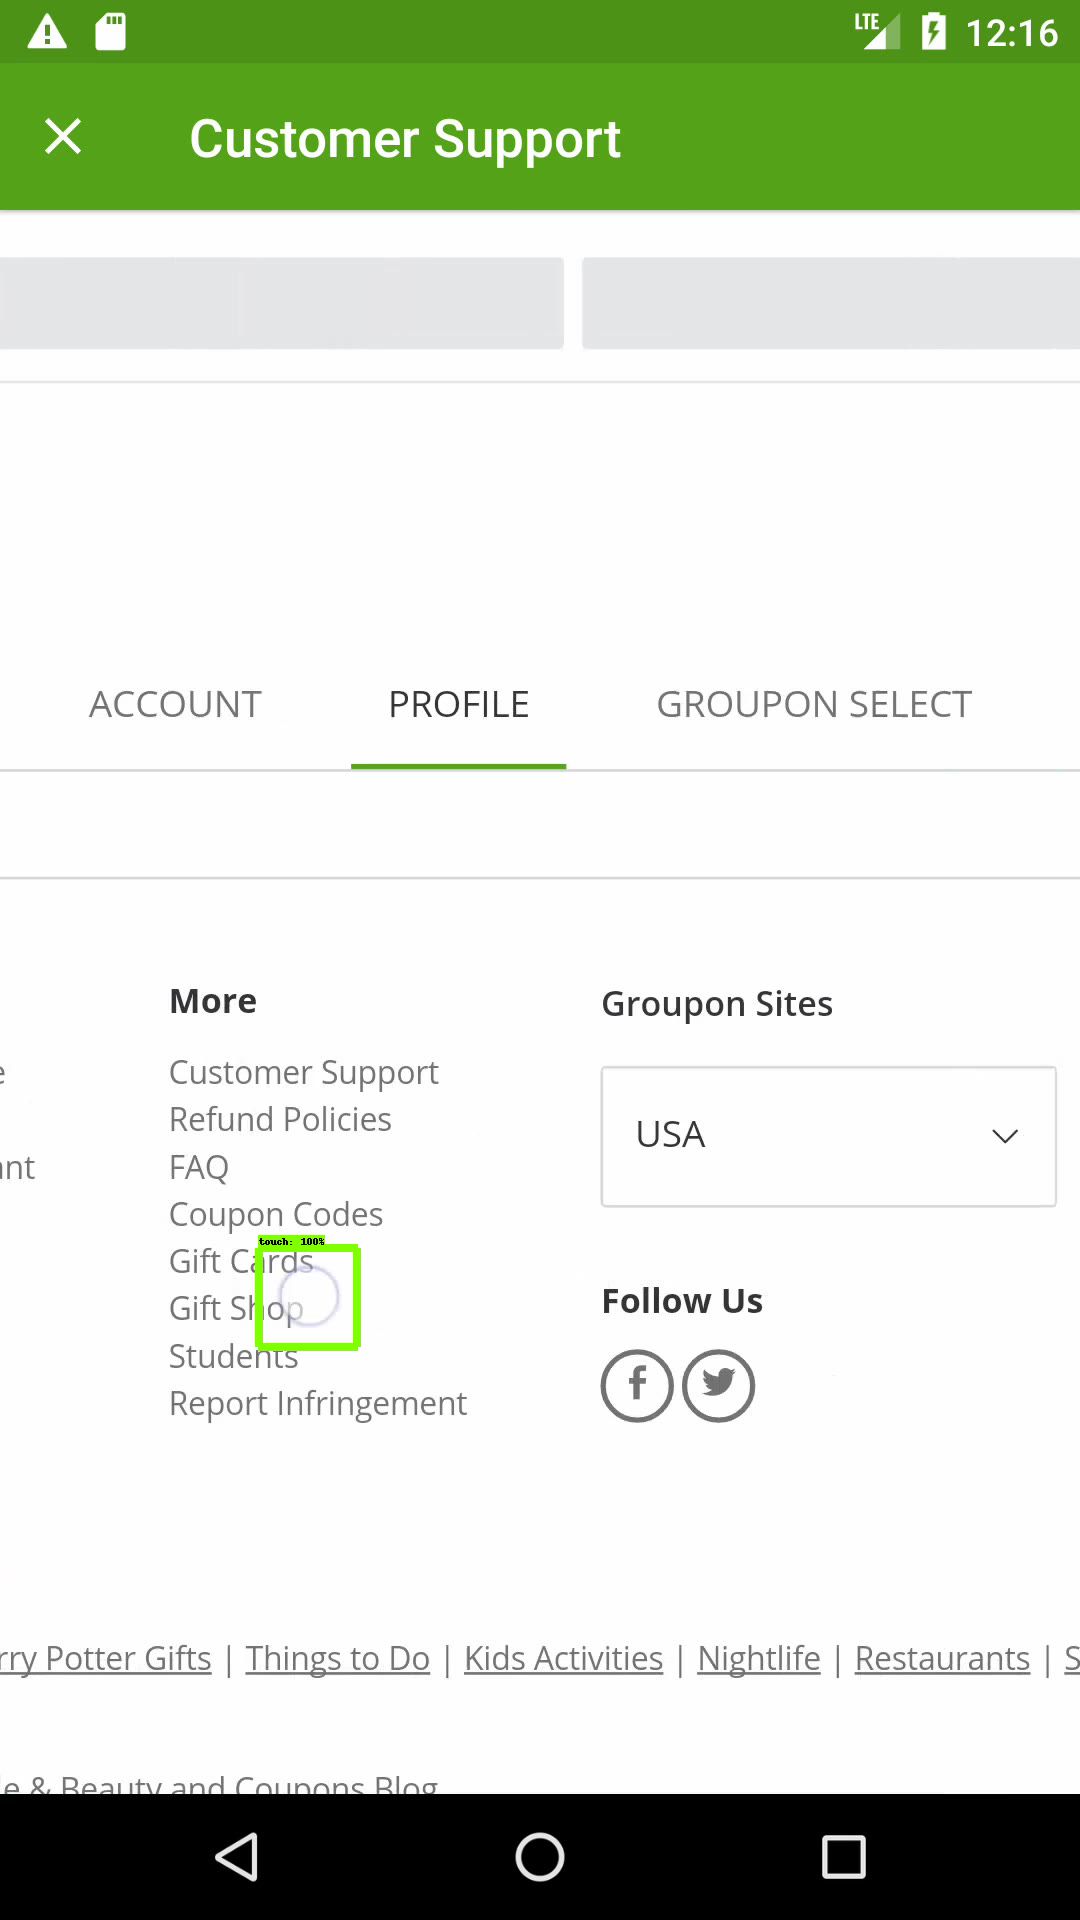 LTE 12:16
Customer Support
ACCOUNT PROFILE GROUPON SELECT
More
Customer Support
Refund Policies
FAQ
Coupon Codes
touch: 100%
Gift Cards
Gift Shop
Students
Report Infringement
Groupon Sites
USA
Follow Us
rry Potter Gifts | Things to Do | Kids Activities | Nightlife | Restaurants | S
le & Beauty and Coupons Blog